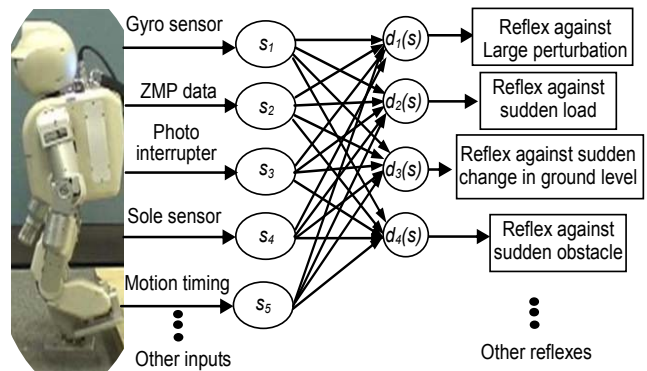 Gyro sensor
s1
d1(s)
Reflex against
Large perturbation
ZMP data
s2
d2(s)
Reflex against
sudden load
Photo
interrupter
s3
d3(s)
Reflex against sudden
change in ground level
Sole sensor
s4
d4(s)
Reflex against
sudden obstacle
Motion timing
s5
Other inputs
Other reflexes